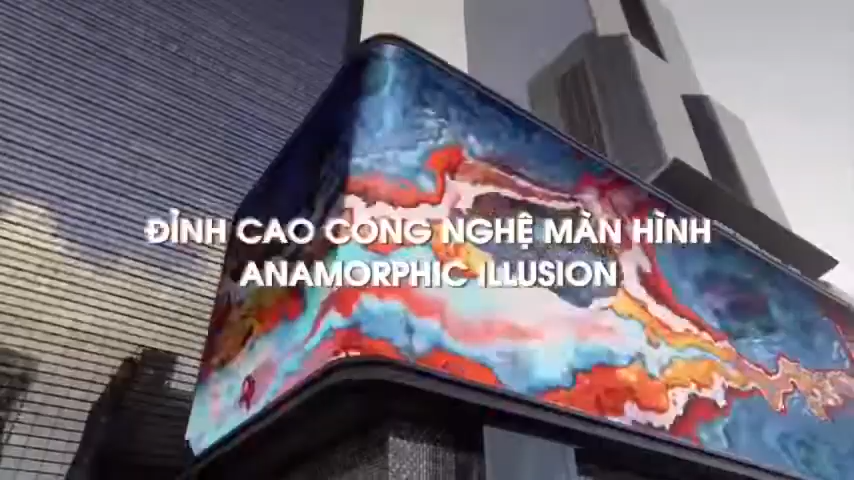 ĐỈNH CAO CÔNG NGHỆ MÀN HÌNH
ANAMORPHIC ILLUSION